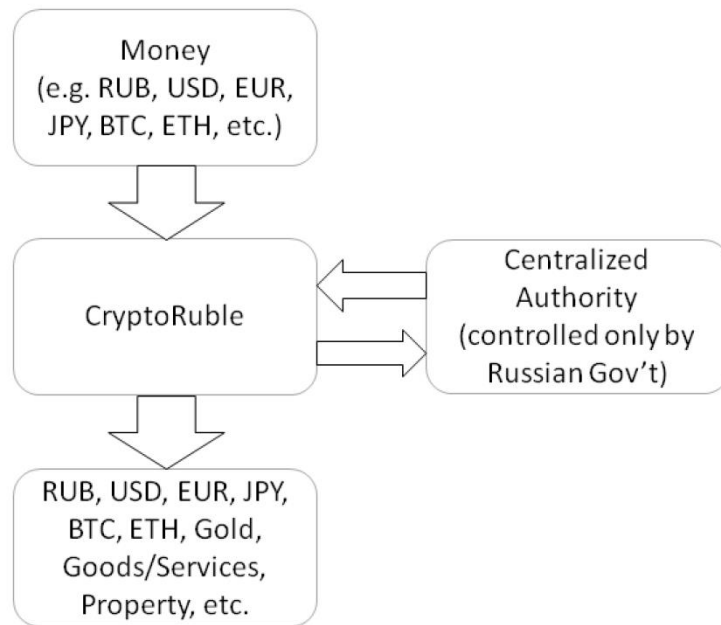 Money
(e.g. RUB, USD, EUR,
JPY, BTC, ETH, etc.)
CryptoRuble
Centralized
Authority
(controlled only by
Russian Gov’t)
RUB, USD, EUR, JPY,
BTC, ETH, Gold,
Goods/Services,
Property, etc.